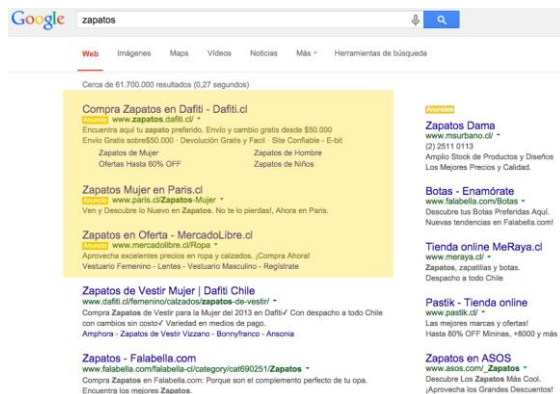 Google
zapatos
Web Imágenes Maps Vídeos Noticias Más Herramientas de búsqueda
Cerca de 61.700.000 resultados (0,27 segundos)
Compra Zapatos en Dafiti - Dafiti.cl
Anuncio www.zapatos.dafiti.cl/
Encuentra aquí tu zapato preferido. Envío y cambio gratis desde $50.000
Envío Gratis sobre$50.000 · Devolución Gratis y Facil · Site Confiable - E-bit
Zapatos de Mujer Zapatos de Hombre
Ofertas Hasta 60% OFF Zapatos de Niños
Zapatos Mujer en Paris.cl
Anuncio www.paris.cl/Zapatos-Mujer
Ven y Descubre lo Nuevo en Zapatos. No te lo pierdas!, Ahora en Paris.
Zapatos en Oferta - MercadoLibre.cl
Anuncio www.mercadolibre.cl/Ropa
Aprovecha excelentes precios en ropa y calzados. ¡Compra Ahora!
Vestuario Femenino - Lentes - Vestuario Masculino - Regístrate
Zapatos de Vestir Mujer | Dafiti Chile
www.dafiti.cl/femenino/calzados/zapatos-de-vestir/
Compra Zapatos de Vestir para la Mujer del 2013 en Dafiti✓ Con despacho a todo Chile
con cambios sin costo✓ Variedad en medios de pago.
Amphora - Zapatos de Vestir Vizzano - Bonnyfranco - Ansonia
Zapatos - Falabella.com
www.falabella.com/falabella-cl/category/cat690251/Zapatos
Compra Zapatos en Falabella.com: Porque son el complemento perfecto de tu opa.
Encuentra los mejores Zapatos.
Anuncios
Zapatos Dama
www.msurbano.cl/
(2) 2511 0113
Amplio Stock de Productos y Diseños
Los Mejores Precios y Calidad.
Botas - Enamórate
www.falabella.com/Botas
Descubre tus Botas Preferidas Aquí.
Nuevas tendencias en Falabella.com!
Tienda online MeRaya.cl
www.meraya.cl/
Zapatos, zapatillas y botas.
Despacho a todo Chile
Pastik - Tienda online
www.pastik.cl/
Las mejores marcas y ofertas!
Hasta 80% OFF Mininas, +8000 y más
Zapatos en ASOS
www.asos.com/_Zapatos
Descubre Los Zapatos Más Cool.
¡Aprovecha los Grandes Descuentos!